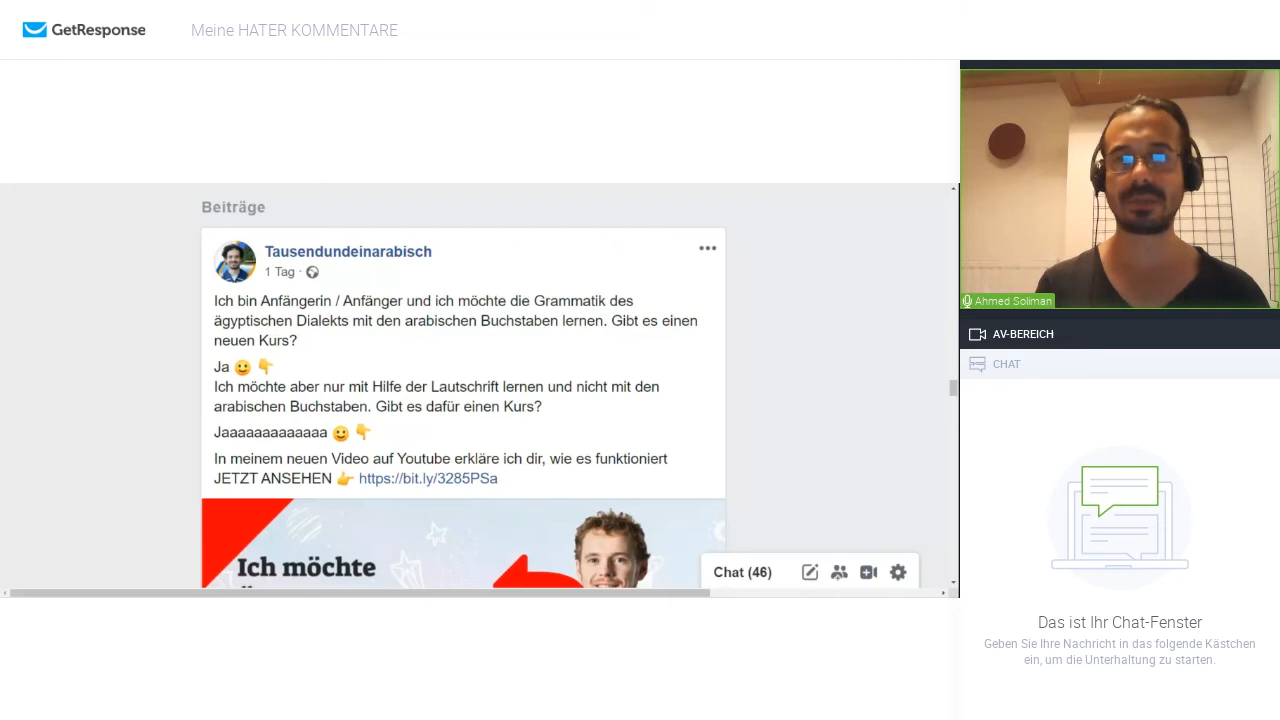 GetResponse
Meine HATER KOMMENTARE
Beiträge
Tausendundeinarabisch
1 Tag ·
Ich bin Anfängerin / Anfänger und ich möchte die Grammatik des
ägyptischen Dialekts mit den arabischen Buchstaben lernen. Gibt es einen
neuen Kurs?
Ja 🙂 👇
Ich möchte aber nur mit Hilfe der Lautschrift lernen und nicht mit den
arabischen Buchstaben. Gibt es dafür einen Kurs?
Jaaaaaaaaaaaaa 🙂 👇
In meinem neuen Video auf Youtube erkläre ich dir, wie es funktioniert
JETZT ANSEHEN 👉 https://bit.ly/3285PSa
Ich möchte
Chat (46)
Ahmed Soliman
AV-BEREICH
CHAT
Das ist Ihr Chat-Fenster
Geben Sie Ihre Nachricht in das folgende Kästchen
ein, um die Unterhaltung zu starten.